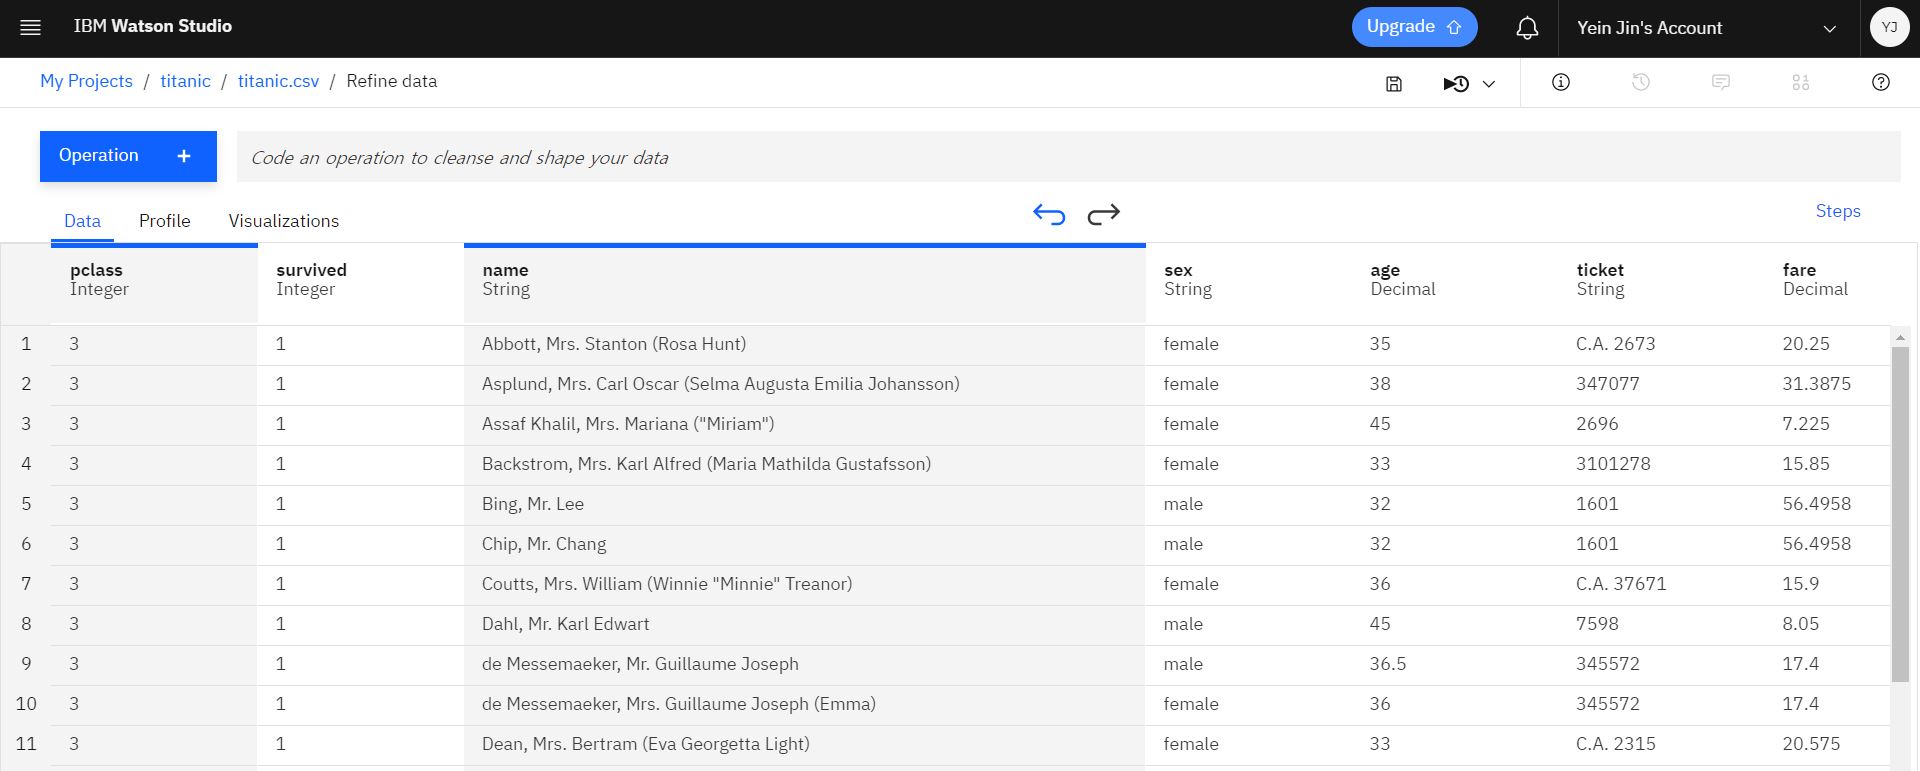 IBM Watson Studio Upgrade Yein Jin's Account YJ
My Projects / titanic / titanic.csv / Refine data
Operation + Code an operation to cleanse and shape your data
Data Profile Visualizations Steps
pclass survived name sex age ticket fare
Integer Integer String String Decimal String Decimal
1 3 1 Abbott, Mrs. Stanton (Rosa Hunt) female 35 C.A. 2673 20.25
2 3 1 Asplund, Mrs. Carl Oscar (Selma Augusta Emilia Johansson) female 38 347077 31.3875
3 3 1 Assaf Khalil, Mrs. Mariana ("Miriam") female 45 2696 7.225
4 3 1 Backstrom, Mrs. Karl Alfred (Maria Mathilda Gustafsson) female 33 3101278 15.85
5 3 1 Bing, Mr. Lee male 32 1601 56.4958
6 3 1 Chip, Mr. Chang male 32 1601 56.4958
7 3 1 Coutts, Mrs. William (Winnie "Minnie" Treanor) female 36 C.A. 37671 15.9
8 3 1 Dahl, Mr. Karl Edwart male 45 7598 8.05
9 3 1 de Messemaeker, Mr. Guillaume Joseph male 36.5 345572 17.4
10 3 1 de Messemaeker, Mrs. Guillaume Joseph (Emma) female 36 345572 17.4
11 3 1 Dean, Mrs. Bertram (Eva Georgetta Light) female 33 C.A. 2315 20.575